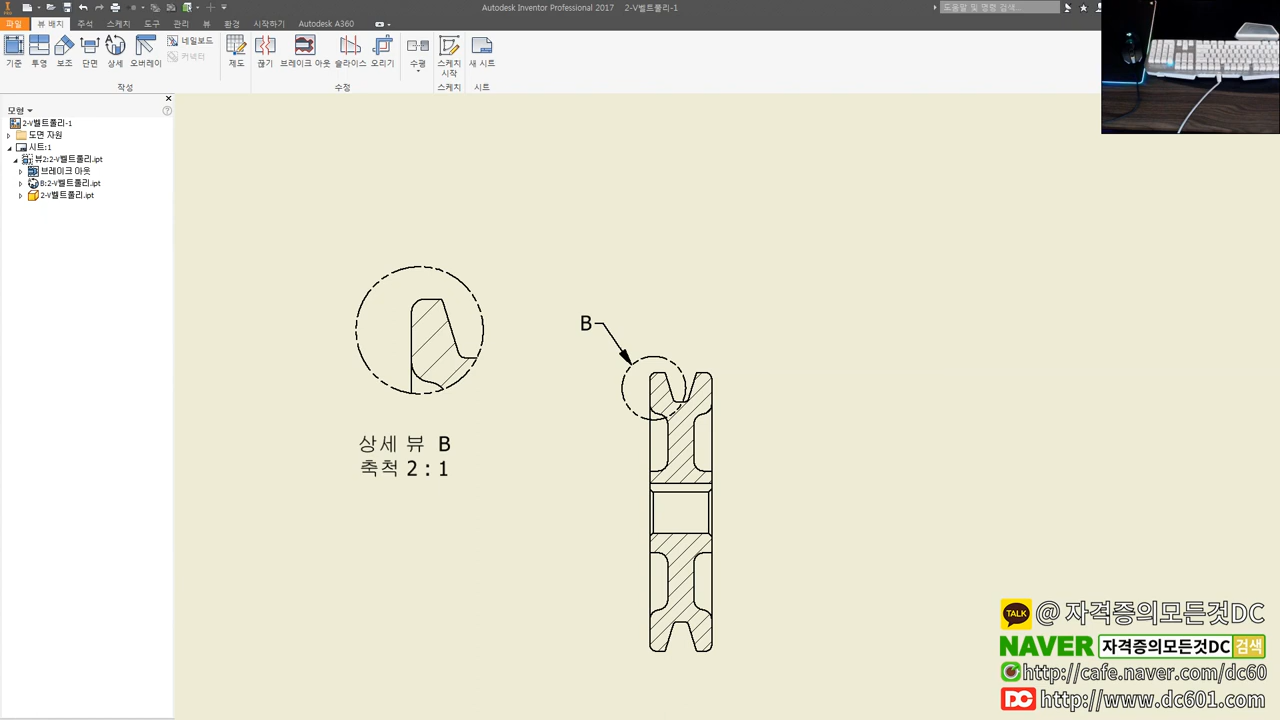 Autodesk Inventor Professional 2017 2-V벨트풀리-1
도움말 및 명령 검색...
파일 뷰 배치 주석 스케치 도구 관리 뷰 환경 시작하기 Autodesk A360
기준 투영 보조 단면 상세 오버레이 네일보드 커넥터 제도 끊기 브레이크 아웃 슬라이스 오리기 수평 스케치 시작 새 시트
작성 수정 스케치 시트
모형
2-V벨트풀리-1
도면 자원
시트:1
뷰2:2-V벨트풀리.ipt
브레이크 아웃
B:2-V벨트풀리.ipt
2-V벨트풀리.ipt
B
상세 뷰 B
축척 2 : 1
TALK @ 자격증의모든것DC
NAVER 자격증의모든것DC 검색
http://cafe.naver.com/dc60
DC http://www.dc601.com